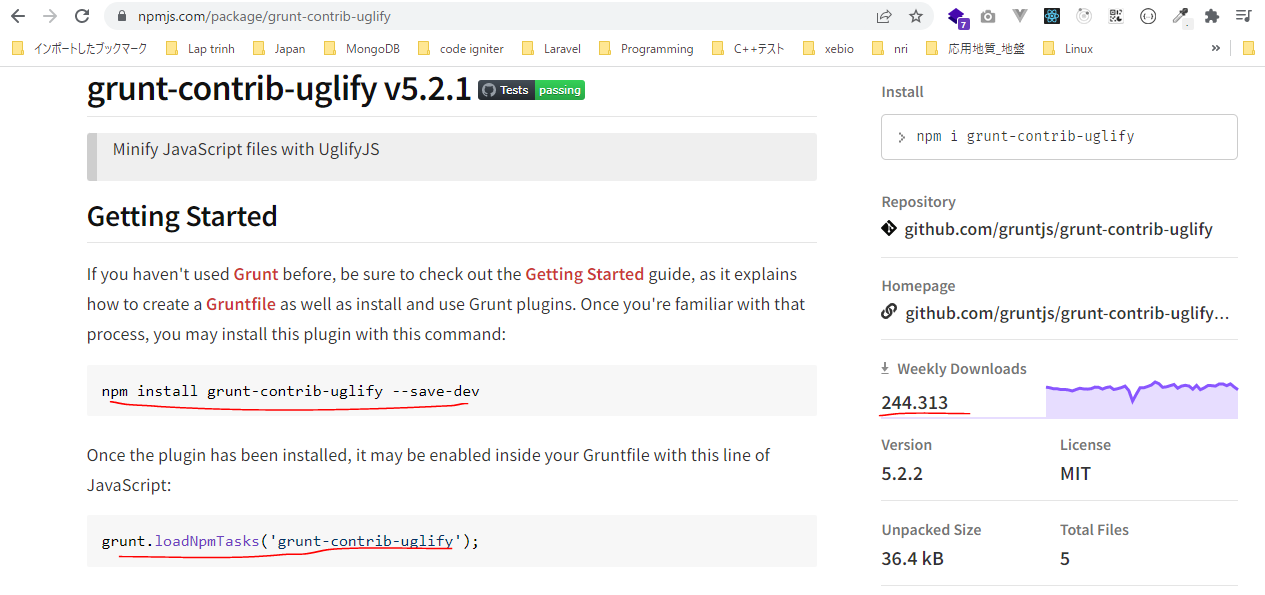 npmjs.com/package/grunt-contrib-uglify
7
インポートしたブックマーク Lap trinh Japan MongoDB code igniter Laravel Programming C++テスト xebio nri 応用地質_地盤 Linux »
grunt-contrib-uglify v5.2.1 Tests passing
Minify JavaScript files with UglifyJS
Getting Started
If you haven't used Grunt before, be sure to check out the Getting Started guide, as it explains
how to create a Gruntfile as well as install and use Grunt plugins. Once you're familiar with that
process, you may install this plugin with this command:
npm install grunt-contrib-uglify --save-dev
Once the plugin has been installed, it may be enabled inside your Gruntfile with this line of
JavaScript:
grunt.loadNpmTasks('grunt-contrib-uglify');
Install
> npm i grunt-contrib-uglify
Repository
github.com/gruntjs/grunt-contrib-uglify
Homepage
github.com/gruntjs/grunt-contrib-uglify...
Weekly Downloads
244.313
Version License
5.2.2 MIT
Unpacked Size Total Files
36.4 kB 5